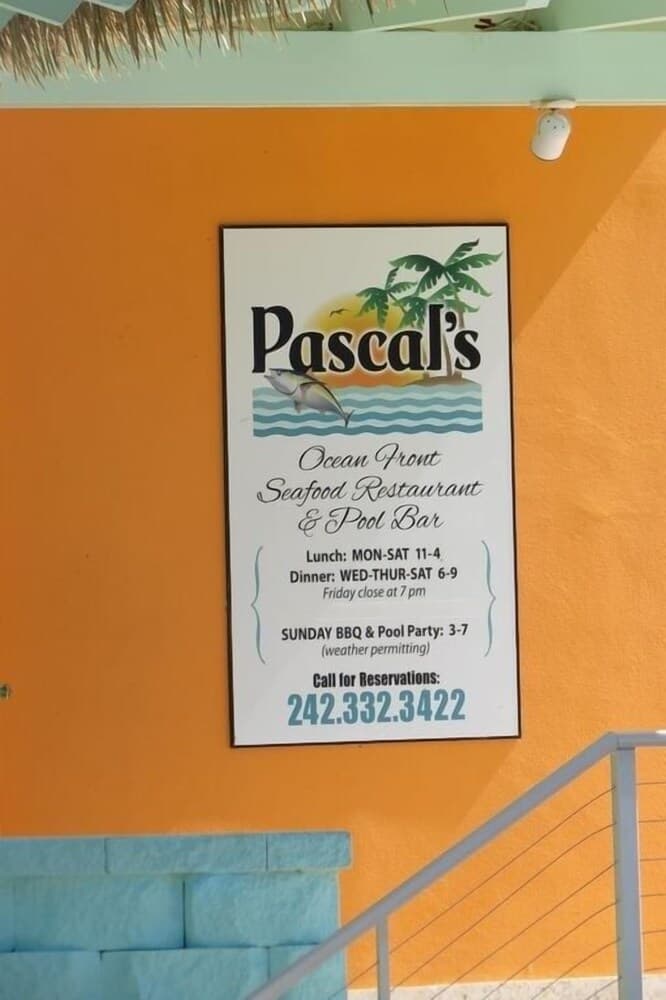 Pascal's
Ocean Front
Seafood Restaurant
& Pool Bar
Lunch: MON-SAT 11-4
Dinner: WED-THUR-SAT 6-9
Friday close at 7 pm
SUNDAY BBQ & Pool Party: 3-7
(weather permitting)
Call for Reservations:
242.332.3422